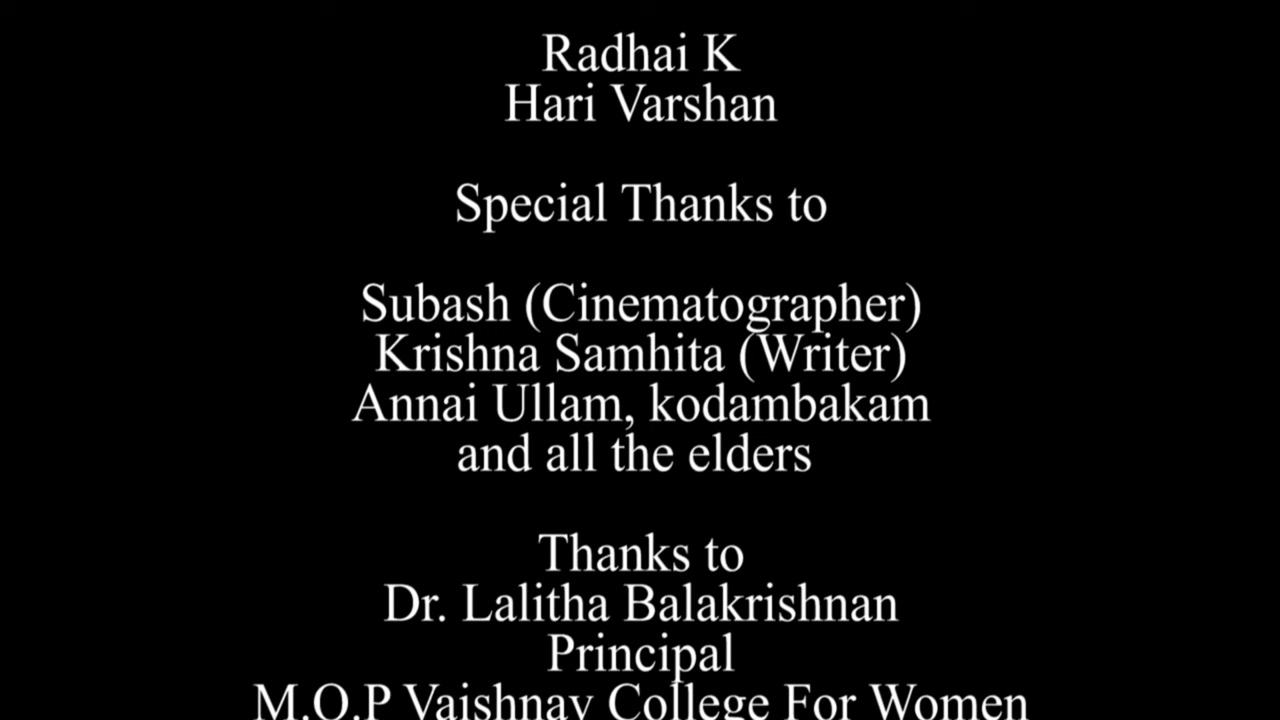 Radhai K
Hari Varshan
Special Thanks to
Subash (Cinematographer)
Krishna Samhita (Writer)
Annai Ullam, kodambakam
and all the elders
Thanks to
Dr. Lalitha Balakrishnan
Principal
M.O.P Vaishnav College For Women